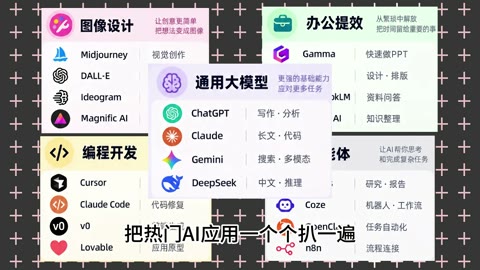 图像设计
让创意更简单
把想法变成图像
Midjourney 视觉创作
DALL·E
Ideogram
Magnific AI
办公提效
从繁琐中解放
把时间留给重要的事
Gamma 快速做PPT
设计·排版
资料问答
AI 知识整理
通用大模型
更强的基础能力
应对更多任务
ChatGPT 写作·分析
Claude 长文·代码
Gemini 搜索·多模态
DeepSeek 中文·推理
编程开发
Cursor
Claude Code 代码修复
v0
Lovable 应用原型
能体
让AI帮你思考
和完成复杂任务
研究·报告
Coze 机器人·工作流
任务自动化
n8n 流程连接
把热门AI应用一个个扒一遍